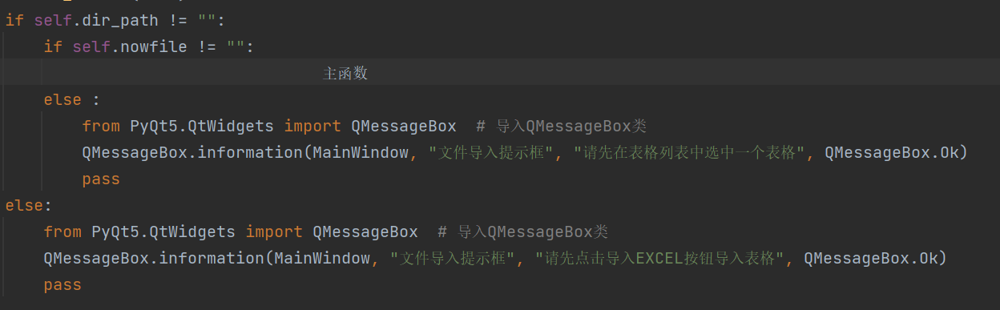 if self.dir_path != "":
    if self.nowfile != "":
                                 主函数
    else :
        from PyQt5.QtWidgets import QMessageBox  # 导入QMessageBox类
        QMessageBox.information(MainWindow, "文件导入提示框", "请先在表格列表中选中一个表格", QMessageBox.Ok)
        pass
else:
    from PyQt5.QtWidgets import QMessageBox  # 导入QMessageBox类
    QMessageBox.information(MainWindow, "文件导入提示框", "请先点击导入EXCEL按钮导入表格", QMessageBox.Ok)
    pass